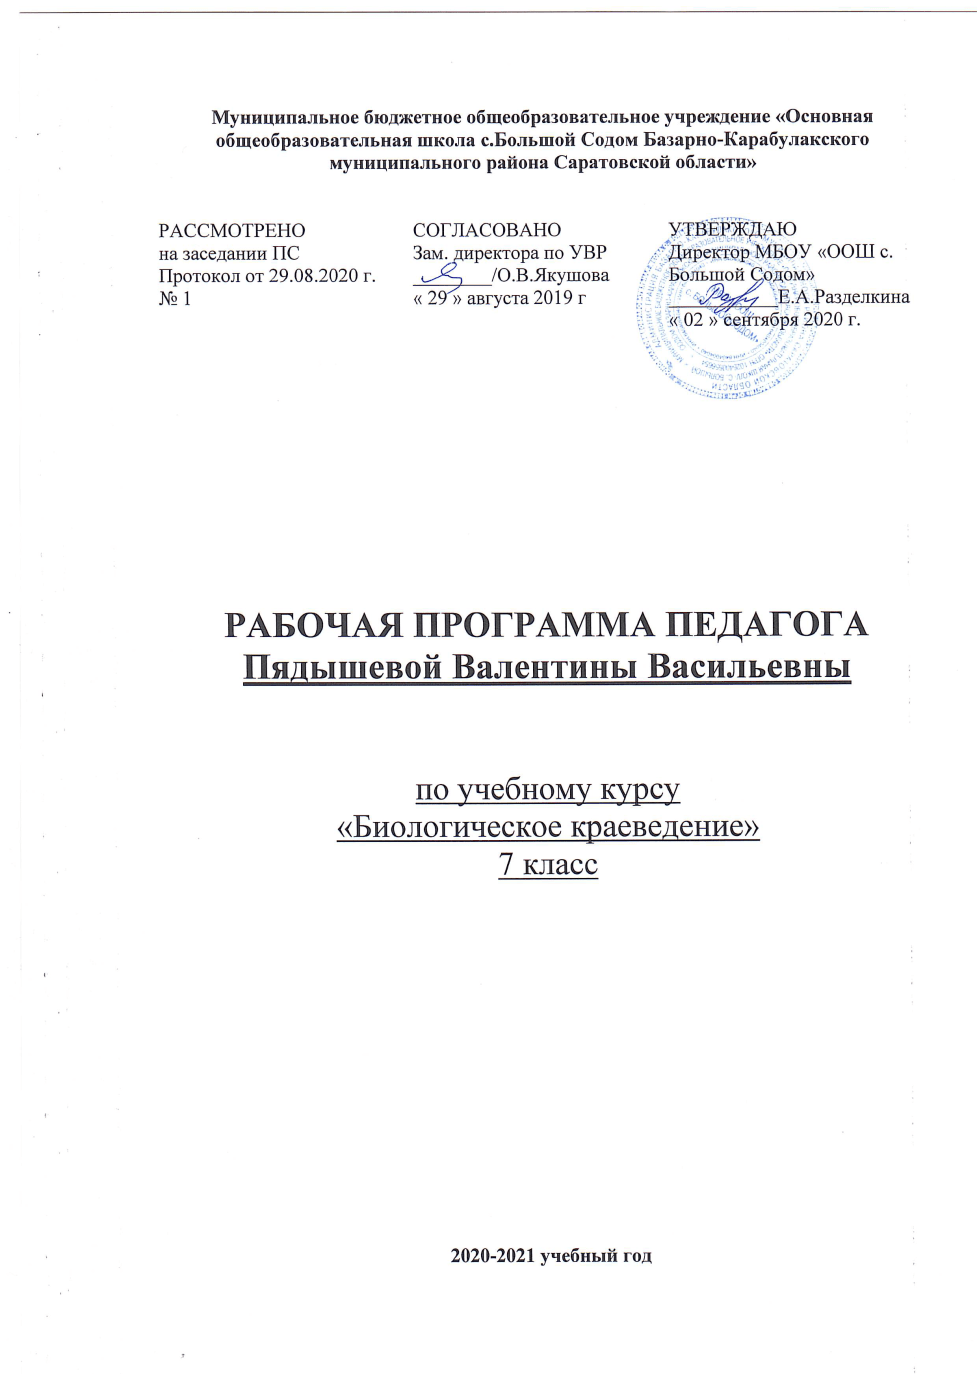 Муниципальное бюджетное общеобразовательное учреждение «Основная
общеобразовательная школа с.Большой Содом Базарно-Карабулакского
муниципального района Саратовской области»
РАССМОТРЕНО
на заседании ПС
Протокол от 29.08.2020 г.
№ 1
СОГЛАСОВАНО
Зам. директора по УВР
________/О.В.Якушова
« 29 » августа 2019 г
УТВЕРЖДАЮ
Директор МБОУ «ООШ с.
Большой Содом»
___________Е.А.Разделкина
« 02 » сентября 2020 г.
РАБОЧАЯ ПРОГРАММА ПЕДАГОГА
Пядышевой Валентины Васильевны
по учебному курсу
«Биологическое краеведение»
7 класс
2020-2021 учебный год